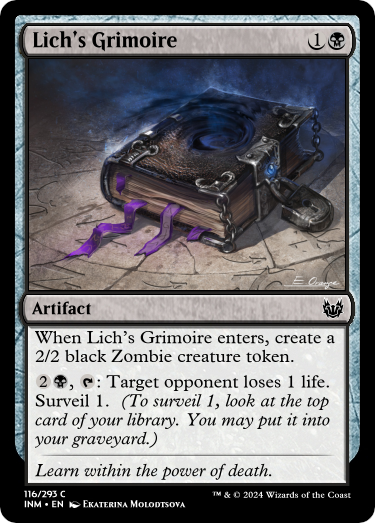 Lich's Grimoire 1
E Orange
Artifact
When Lich's Grimoire enters, create a
2/2 black Zombie creature token.
2 , : Target opponent loses 1 life.
Surveil 1. (To surveil 1, look at the top
card of your library. You may put it into
your graveyard.)
Learn within the power of death.
116/293 C
INM • EN Ekaterina Molodtsova
™ & © 2024 Wizards of the Coast